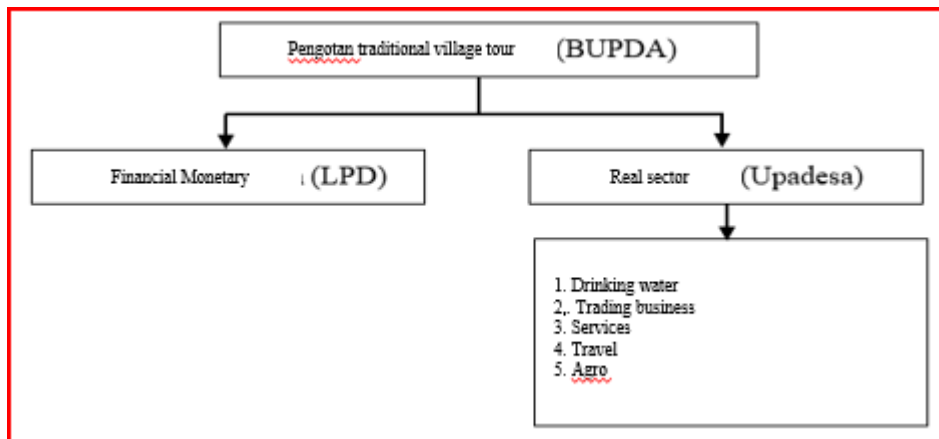 Pengotan traditional village tour (BUPDA)
Financial Monetary ı (LPD)
Real sector (Upadesa)
1. Drinking water
2,. Trading business
3. Services
4. Travel
5. Agro